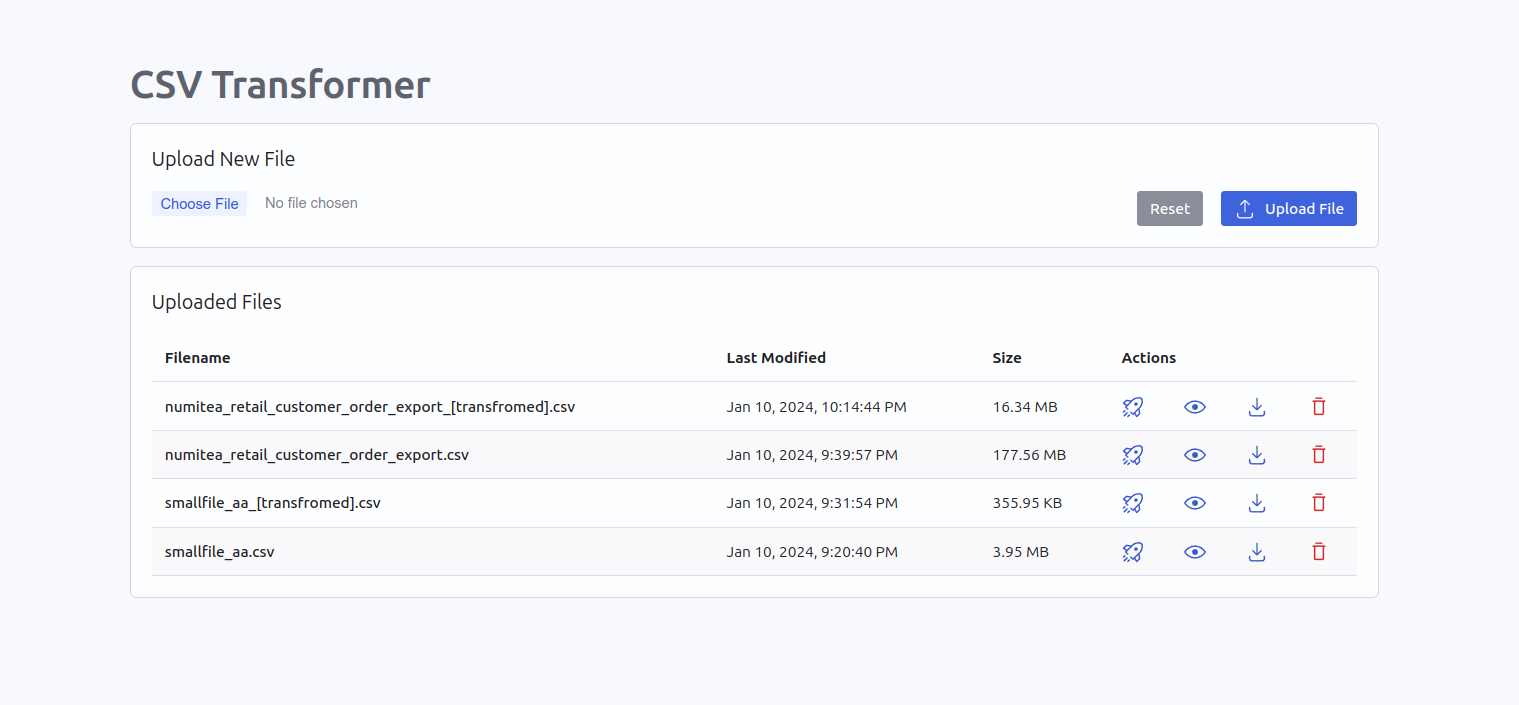 CSV Transformer
Upload New File
Choose File No file chosen Reset Upload File
Uploaded Files
Filename Last Modified Size Actions
numitea_retail_customer_order_export_[transfromed].csv Jan 10, 2024, 10:14:44 PM 16.34 MB
numitea_retail_customer_order_export.csv Jan 10, 2024, 9:39:57 PM 177.56 MB
smallfile_aa_[transfromed].csv Jan 10, 2024, 9:31:54 PM 355.95 KB
smallfile_aa.csv Jan 10, 2024, 9:20:40 PM 3.95 MB